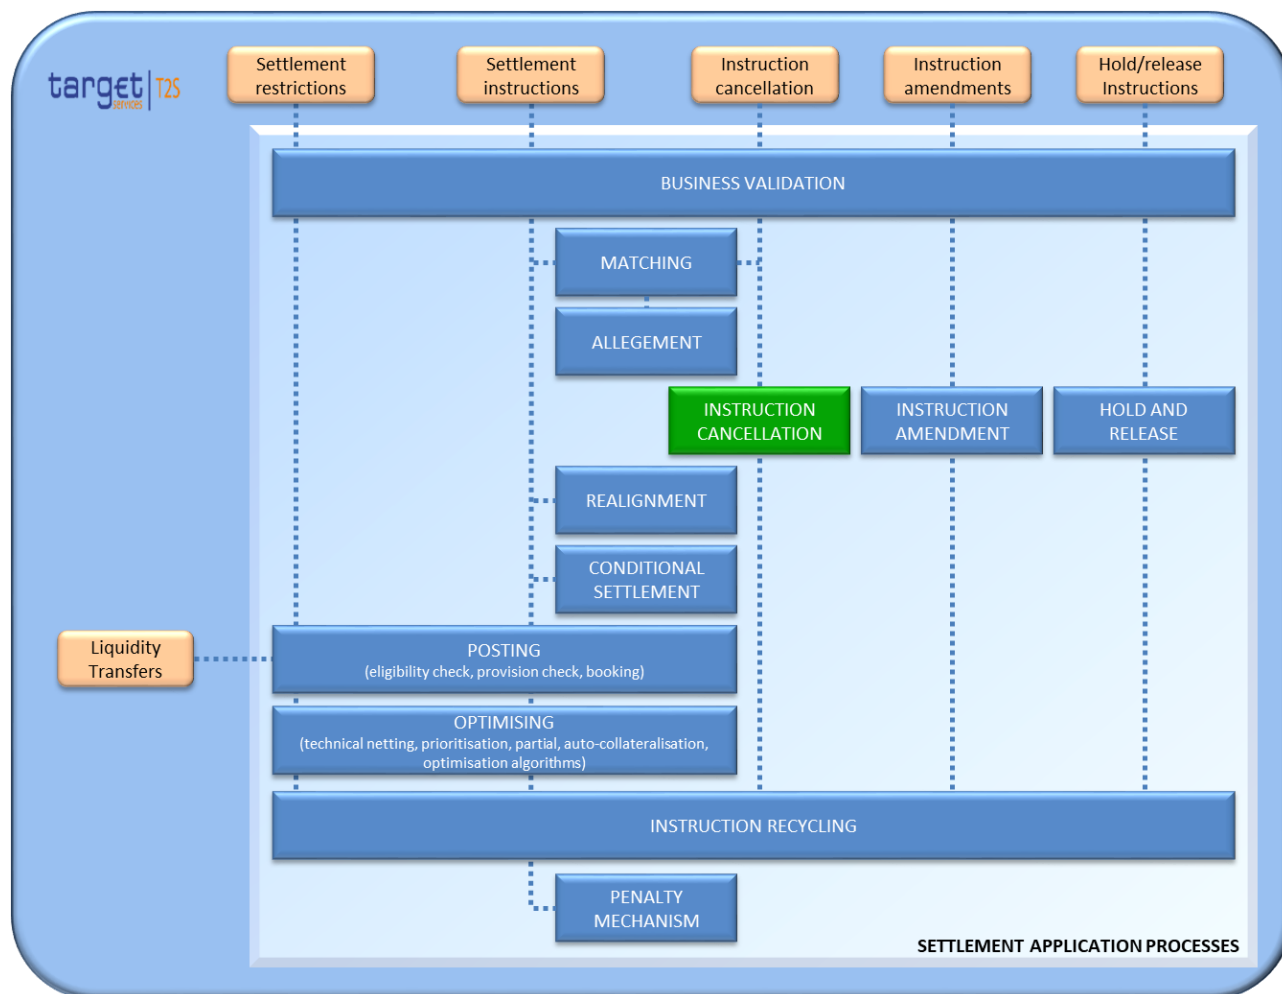 Settlement
restrictions
Settlement
instructions
Instruction
cancellation
Instruction
amendments
Hold/release
Instructions
target | T2S
services
BUSINESS VALIDATION
MATCHING
ALLEGEMENT
INSTRUCTION
CANCELLATION
INSTRUCTION
AMENDMENT
HOLD AND
RELEASE
REALIGNMENT
CONDITIONAL
SETTLEMENT
Liquidity
Transfers
POSTING
(eligibility check, provision check, booking)
OPTIMISING
(technical netting, prioritisation, partial, auto-collateralisation,
optimisation algorithms)
INSTRUCTION RECYCLING
PENALTY
MECHANISM
SETTLEMENT APPLICATION PROCESSES